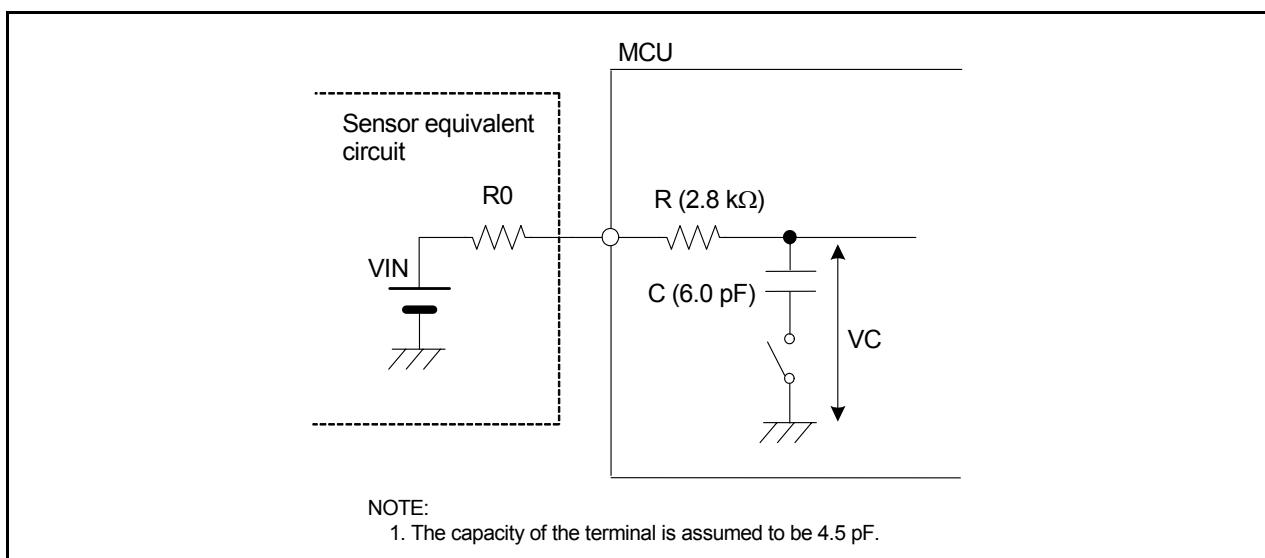 MCU
Sensor equivalent
circuit
R0
R (2.8 kΩ)
VIN
C (6.0 pF)
VC
NOTE:
1. The capacity of the terminal is assumed to be 4.5 pF.